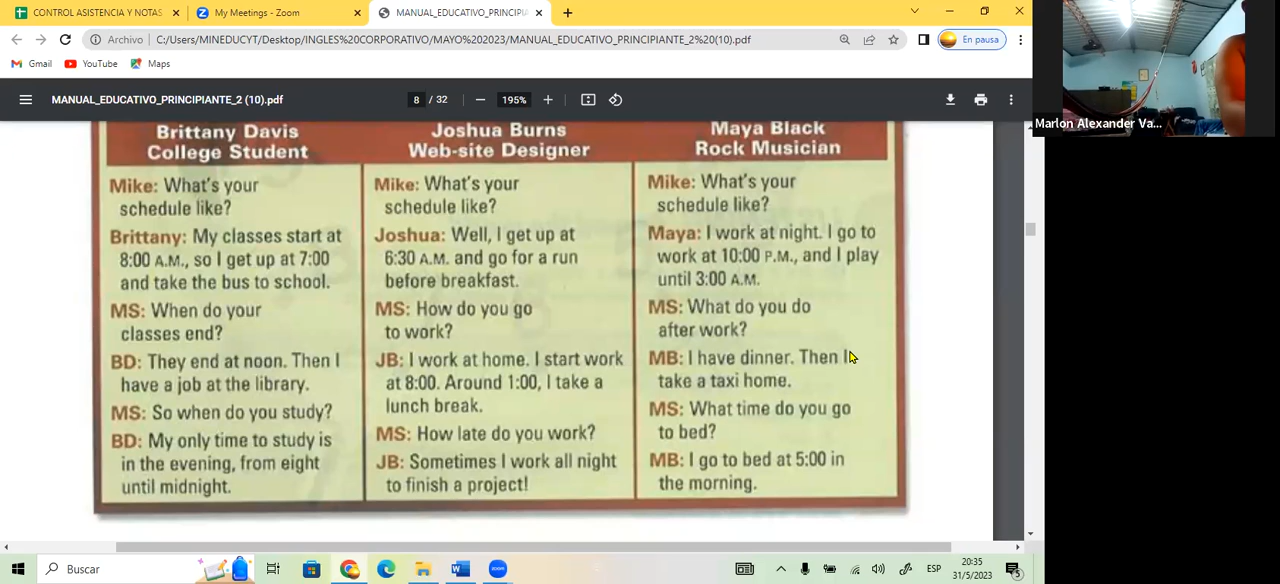 CONTROL ASISTENCIA Y NOTAS
My Meetings - Zoom
MANUAL_EDUCATIVO_PRINCIPIA
Archivo
C:/Users/MINEDUCYT/Desktop/INGLES%20CORPORATIVO/MAYO%202023/MANUAL_EDUCATIVO_PRINCIPIANTE_2%20(10).pdf
En pausa
Gmail
YouTube
Maps
MANUAL_EDUCATIVO_PRINCIPIANTE_2 (10).pdf
8 / 32
195%
Marlon Alexander Va...
Brittany Davis
College Student
Mike: What's your
schedule like?
Brittany: My classes start at
8:00 A.M., so I get up at 7:00
and take the bus to school.
MS: When do your
classes end?
BD: They end at noon. Then I
have a job at the library.
MS: So when do you study?
BD: My only time to study is
in the evening, from eight
until midnight.
Joshua Burns
Web-site Designer
Mike: What's your
schedule like?
Joshua: Well, I get up at
6:30 A.M. and go for a run
before breakfast.
MS: How do you go
to work?
JB: I work at home. I start work
at 8:00. Around 1:00, I take a
lunch break.
MS: How late do you work?
JB: Sometimes I work all night
to finish a project!
Maya Black
Rock Musician
Mike: What's your
schedule like?
Maya: I work at night. I go to
work at 10:00 P.M., and I play
until 3:00 A.M.
MS: What do you do
after work?
MB: I have dinner. Then I
take a taxi home.
MS: What time do you go
to bed?
MB: I go to bed at 5:00 in
the morning.
Buscar
zoom
ESP
20:35
31/5/2023
5